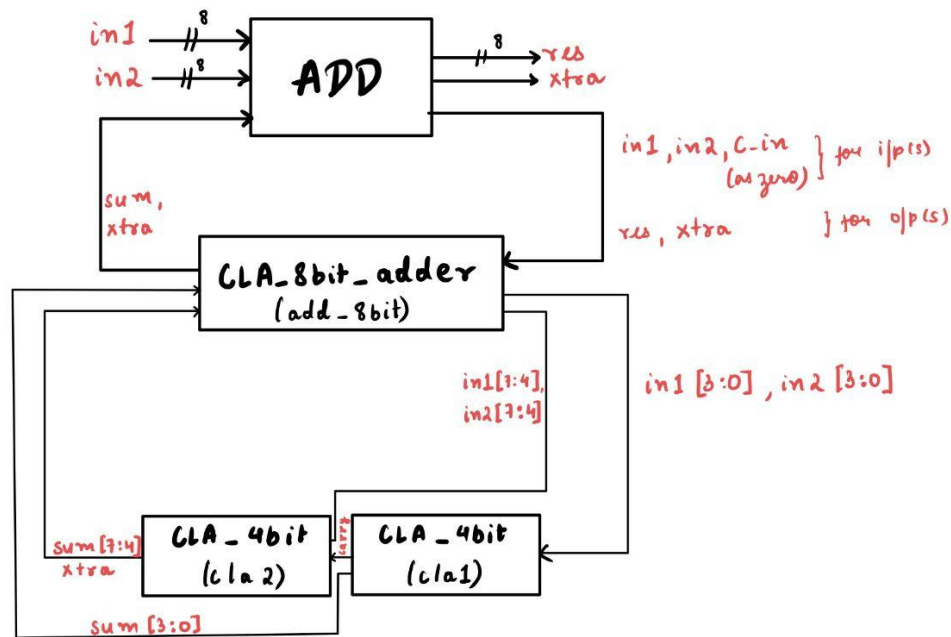 8
in1
8
in2
ADD
8
res
xtra
in1, in2, C-in } for i/p(s)
(as zero)
res, xtra } for o/p(s)
sum,
xtra
CLA_8bit_adder
(add_8bit)
in1[7:4],
in2[7:4]
in1 [3:0], in2 [3:0]
CLA_4bit
(cla2)
carry
CLA_4bit
(cla1)
sum [7:4]
xtra
sum [3:0]